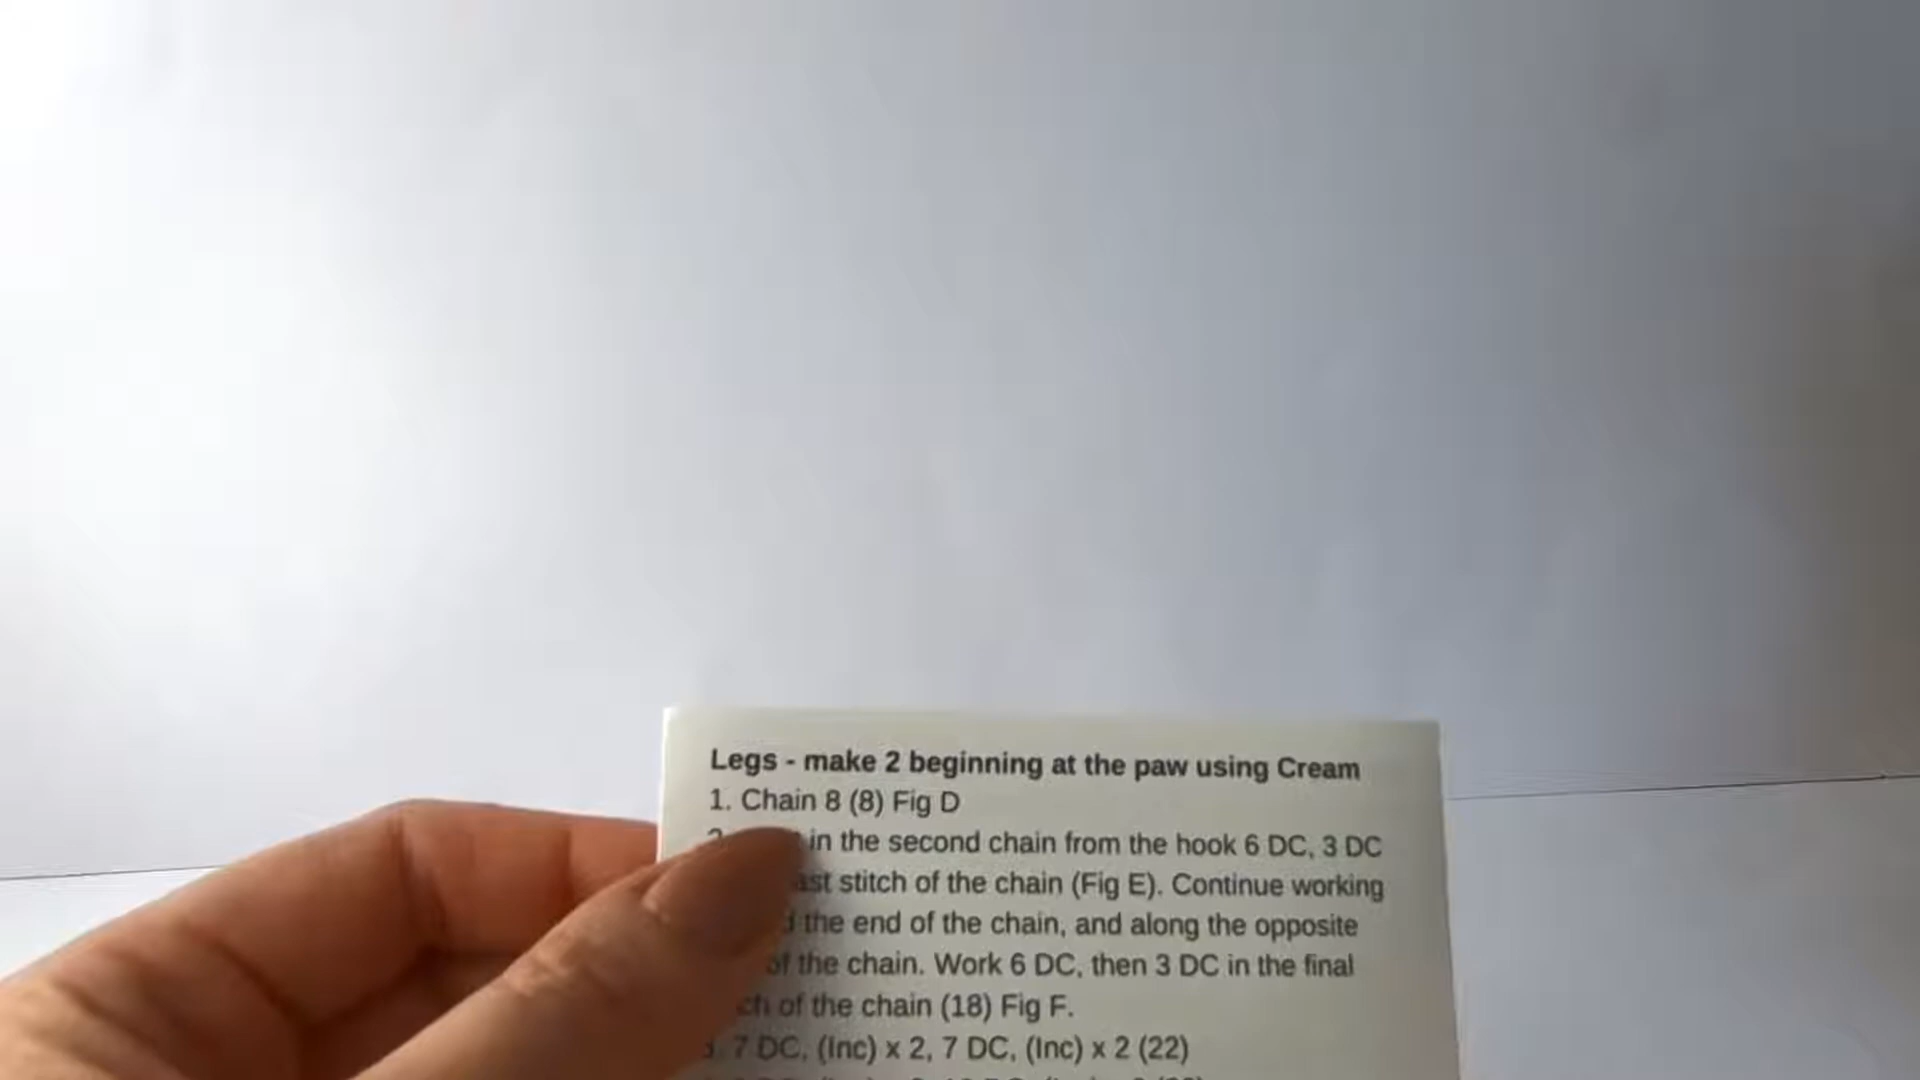 Legs - make 2 beginning at the paw using Cream
1. Chain 8 (8) Fig D
in the second chain from the hook 6 DC, 3 DC
stitch of the chain (Fig E). Continue working
the end of the chain, and along the opposite
of the chain. Work 6 DC, then 3 DC in the final
of the chain (18) Fig F.
7 DC, (Inc) x 2, 7 DC, (Inc) x 2 (22)